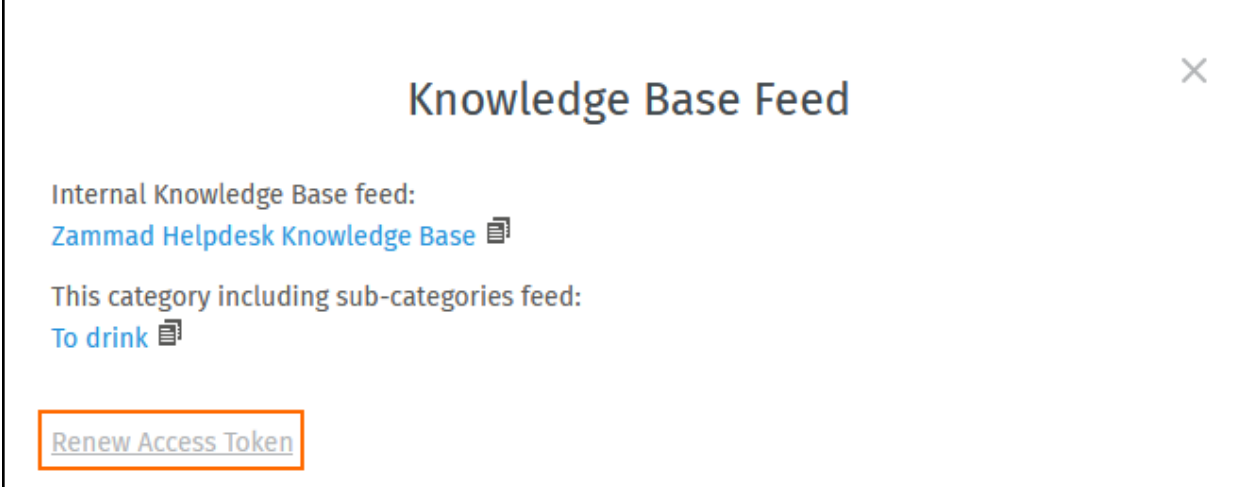 Knowledge Base Feed
Internal Knowledge Base feed:
Zammad Helpdesk Knowledge Base
This category including sub-categories feed:
To drink
Renew Access Token